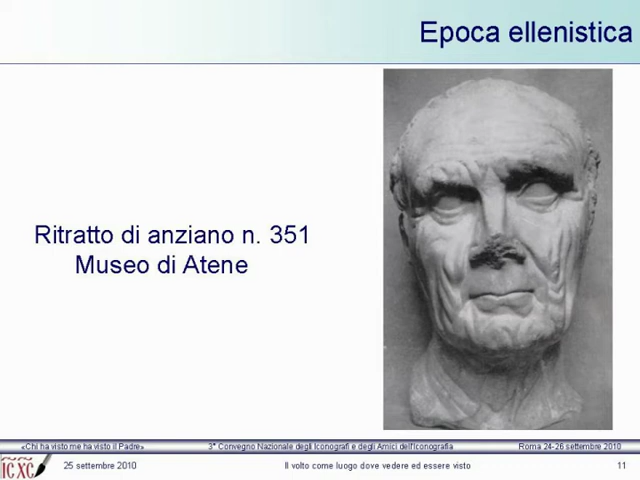 Epoca ellenistica
Ritratto di anziano n. 351
Museo di Atene
«Chi ha visto me ha visto il Padre» 3° Convegno Nazionale degli Iconografi e degli Amici dell'Iconografia Roma 24-26 settembre 2010
IC XC 25 settembre 2010 Il volto come luogo dove vedere ed essere visto 11